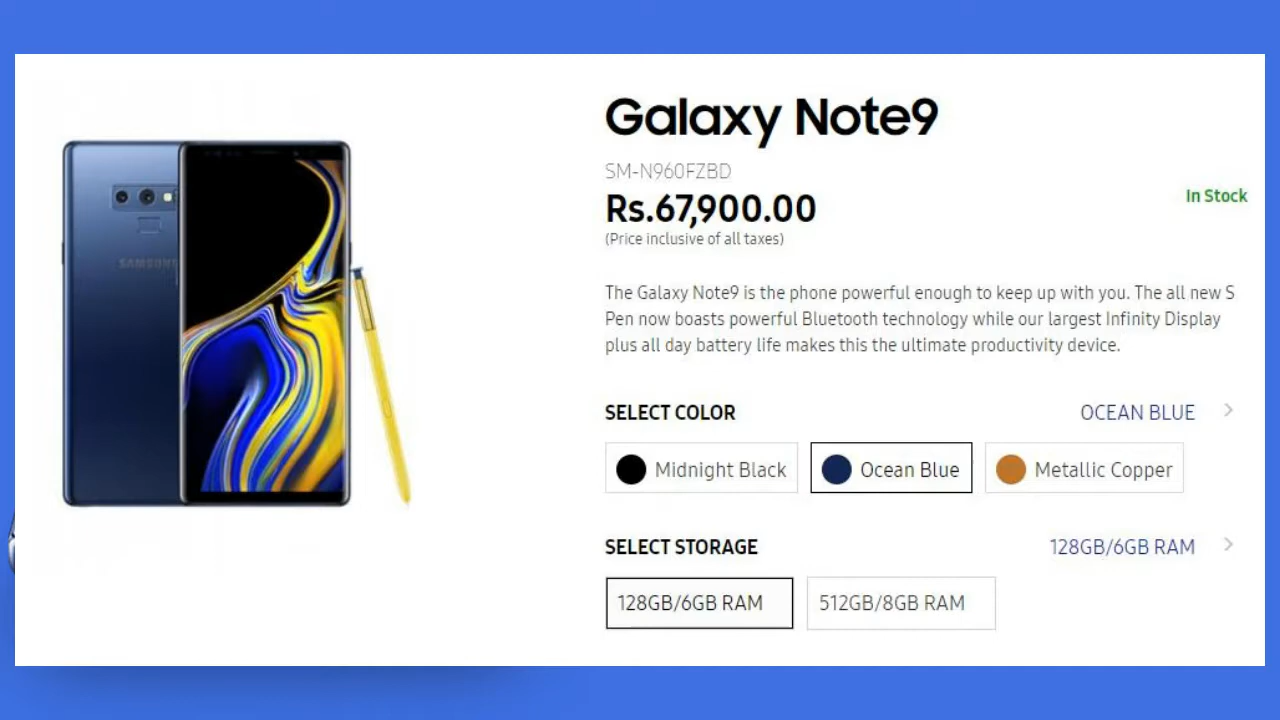 Galaxy Note9
SM-N960FZBD
Rs.67,900.00
In Stock
(Price inclusive of all taxes)
The Galaxy Note9 is the phone powerful enough to keep up with you. The all new S
Pen now boasts powerful Bluetooth technology while our largest Infinity Display
plus all day battery life makes this the ultimate productivity device.
SELECT COLOR
OCEAN BLUE
Midnight Black
Ocean Blue
Metallic Copper
SELECT STORAGE
128GB/6GB RAM
128GB/6GB RAM
512GB/8GB RAM
SAMSUNG